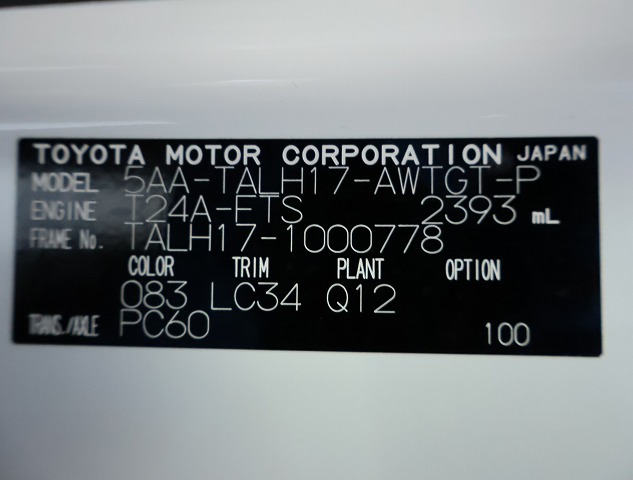 TOYOTA MOTOR CORPORATION JAPAN
MODEL 5AA-TALH17-AWTGT-P
ENGINE T24A-FTS 2393 mL
FRAME No. TALH17-1000778
COLOR TRIM PLANT OPTION
083 LC34 Q12
TRANS./AXLE PC60 100